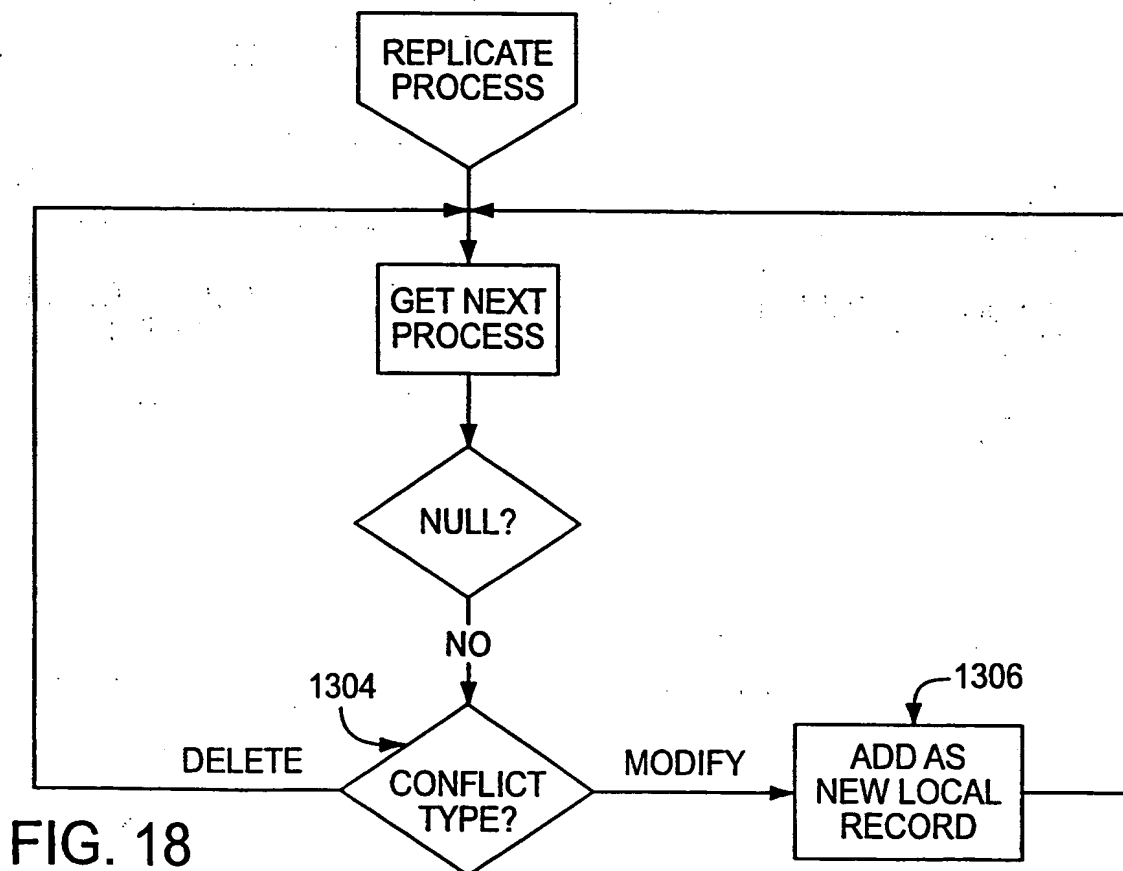 REPLICATE
PROCESS
GET NEXT
PROCESS
NULL?
NO
1304
1306
DELETE
CONFLICT
TYPE?
MODIFY
ADD AS
NEW LOCAL
RECORD
FIG. 18